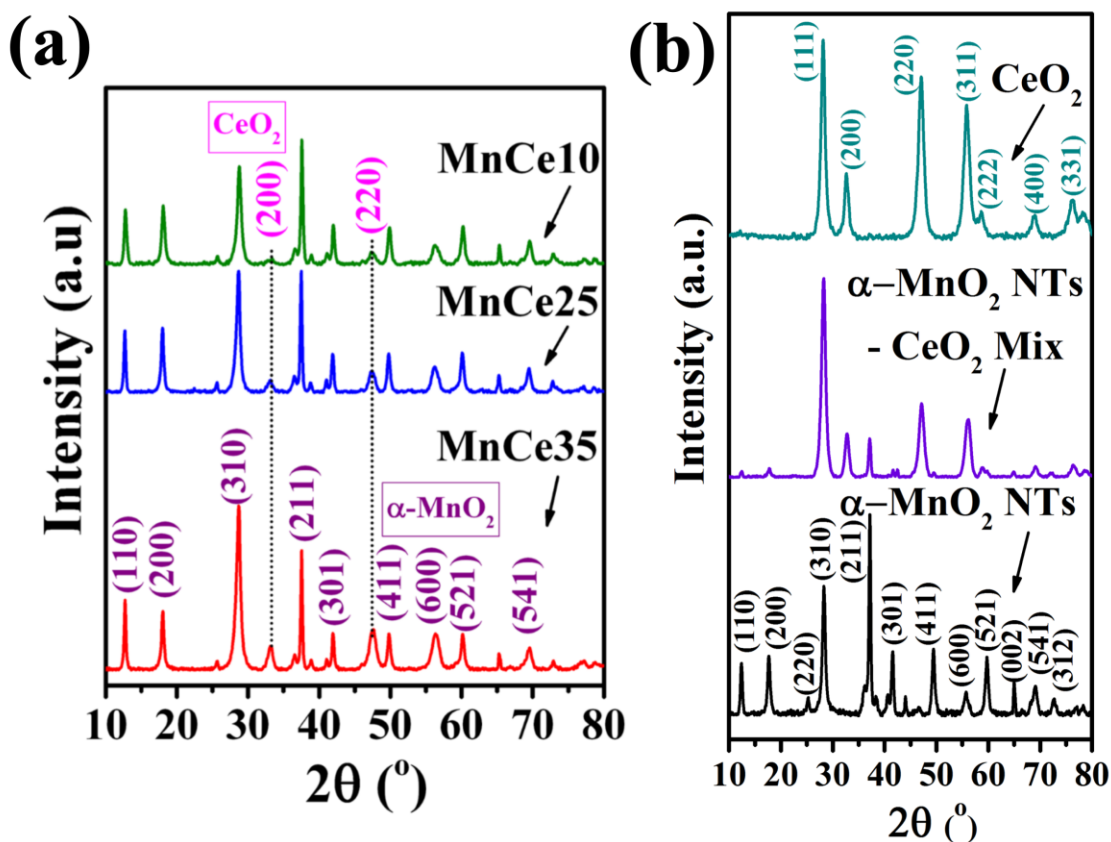 (a)
CeO₂
(200)
(220)
MnCe10
MnCe25
MnCe35
α-MnO₂
(110)
(200)
(310)
(211)
(301)
(411)
(600)
(521)
(541)
Intensity (a.u)
10 20 30 40 50 60 70 80
2θ (°)
(b)
(111)
(200)
(220)
(311)
(222)
(400)
(331)
CeO₂
α–MnO₂ NTs
- CeO₂ Mix
α–MnO₂ NTs
(110)
(200)
(220)
(310)
(211)
(301)
(411)
(600)
(521)
(002)
(541)
(312)
Intensity (a.u.)
10 20 30 40 50 60 70 80
2θ (°)